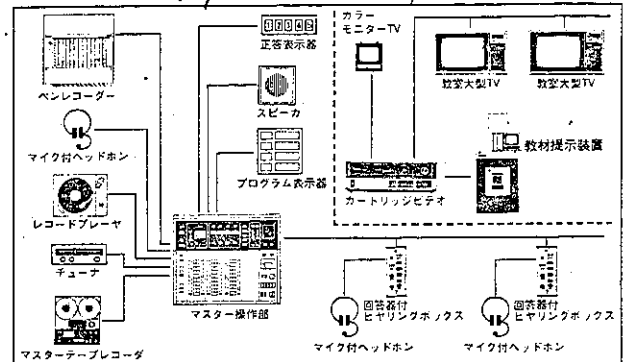 ペンレコーダー
マイク付ヘッドホン
レコードプレーヤ
チューナ
マスターテープレコーダ
1 2 3 4 5
正答表示器
スピーカ
プログラム表示器
マスター操作部
カラー
モニターTV
教室大型TV
教室大型TV
教材提示装置
カートリッジビデオ
回答器付
ヒヤリングボックス
マイク付ヘッドホン
回答器付
ヒヤリングボックス
マイク付ヘッドホン